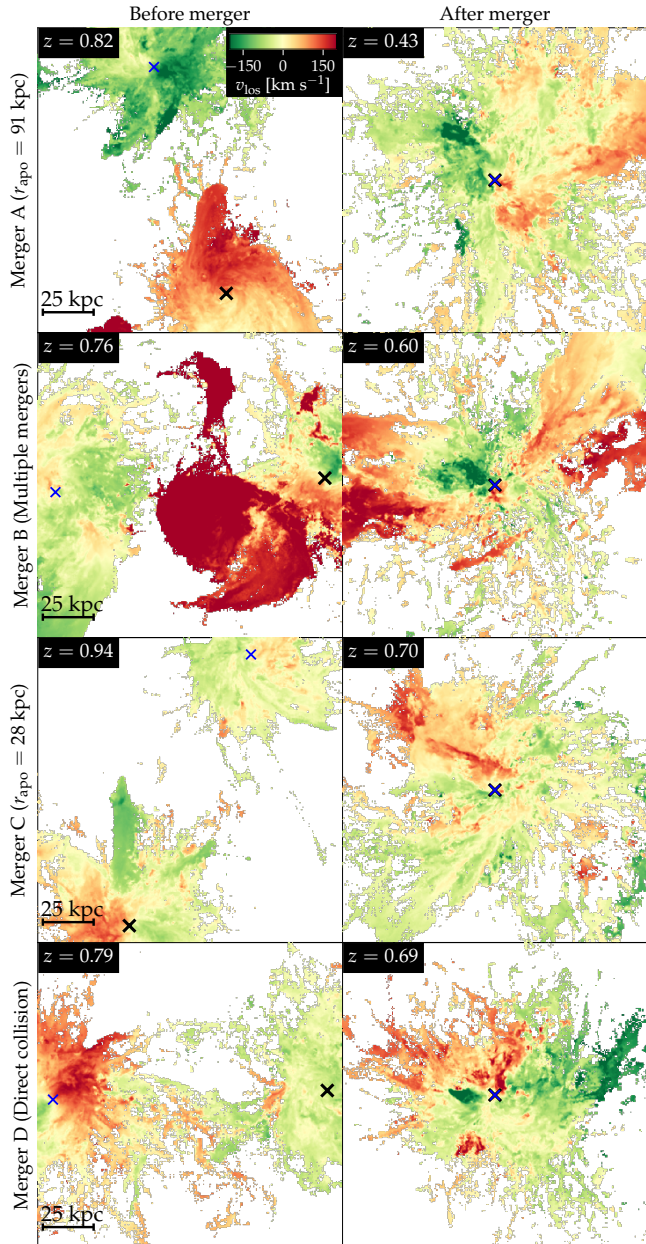 Before merger
After merger
Merger A (r_apo = 91 kpc)
z = 0.82
−150 0 150
v_los [km s⁻¹]
25 kpc
z = 0.43
Merger B (Multiple mergers)
z = 0.76
25 kpc
z = 0.60
Merger C (r_apo = 28 kpc)
z = 0.94
25 kpc
z = 0.70
Merger D (Direct collision)
z = 0.79
25 kpc
z = 0.69